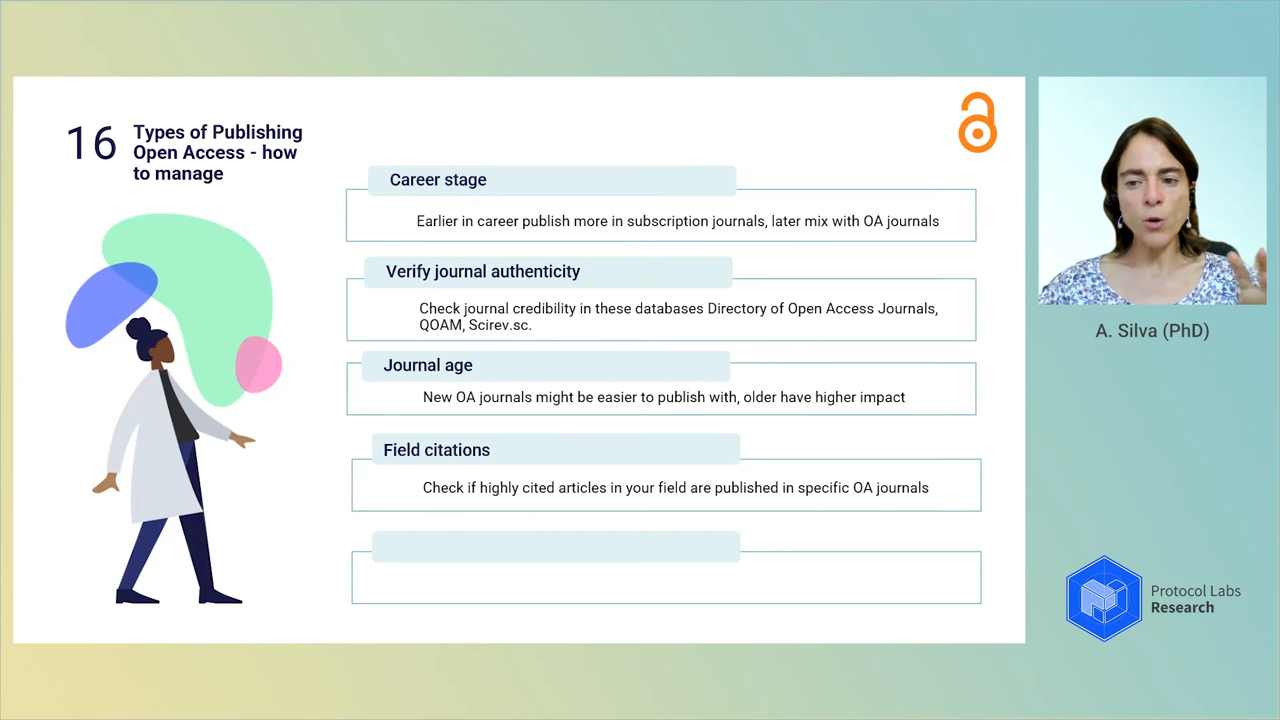 16
Types of Publishing
Open Access - how
to manage
Career stage
Earlier in career publish more in subscription journals, later mix with OA journals
Verify journal authenticity
Check journal credibility in these databases Directory of Open Access Journals,
QOAM, Scirev.sc.
Journal age
New OA journals might be easier to publish with, older have higher impact
Field citations
Check if highly cited articles in your field are published in specific OA journals
A. Silva (PhD)
Protocol Labs
Research